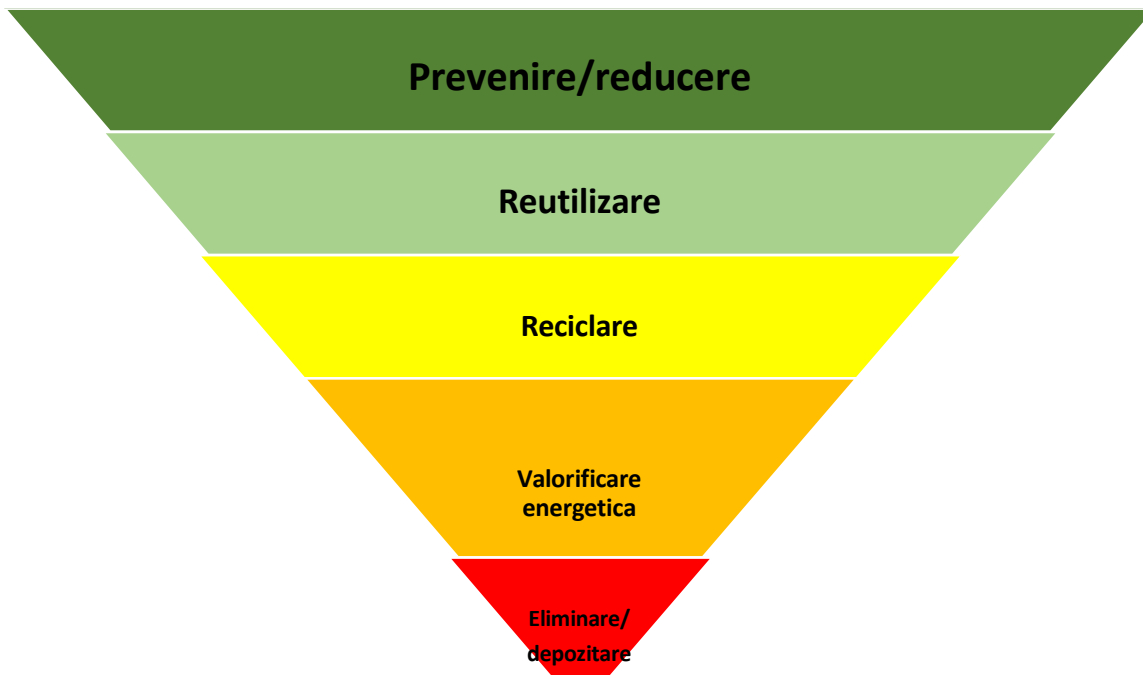 Prevenire/reducere
Reutilizare
Reciclare
Valorificare
energetica
Eliminare/
depozitare